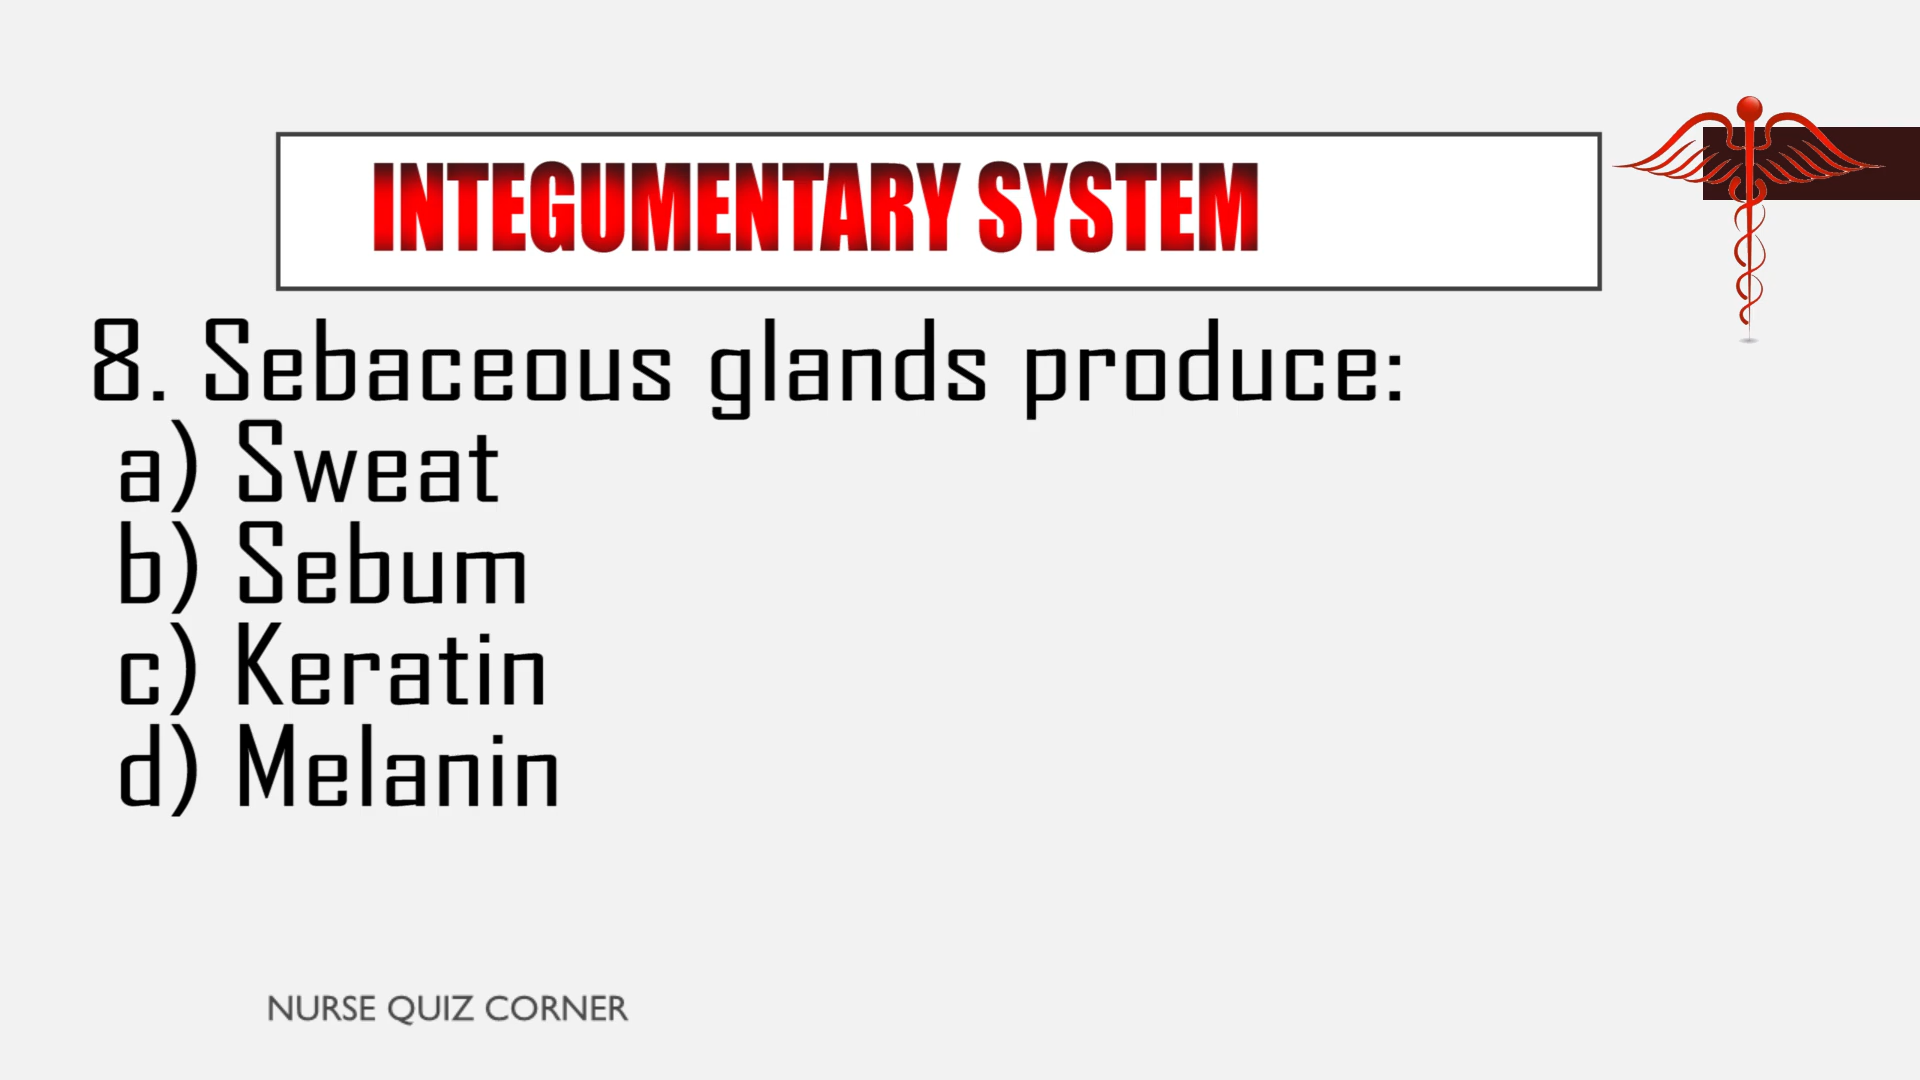 INTEGUMENTARY SYSTEM
8. Sebaceous glands produce:
a) Sweat
b) Sebum
c) Keratin
d) Melanin
NURSE QUIZ CORNER